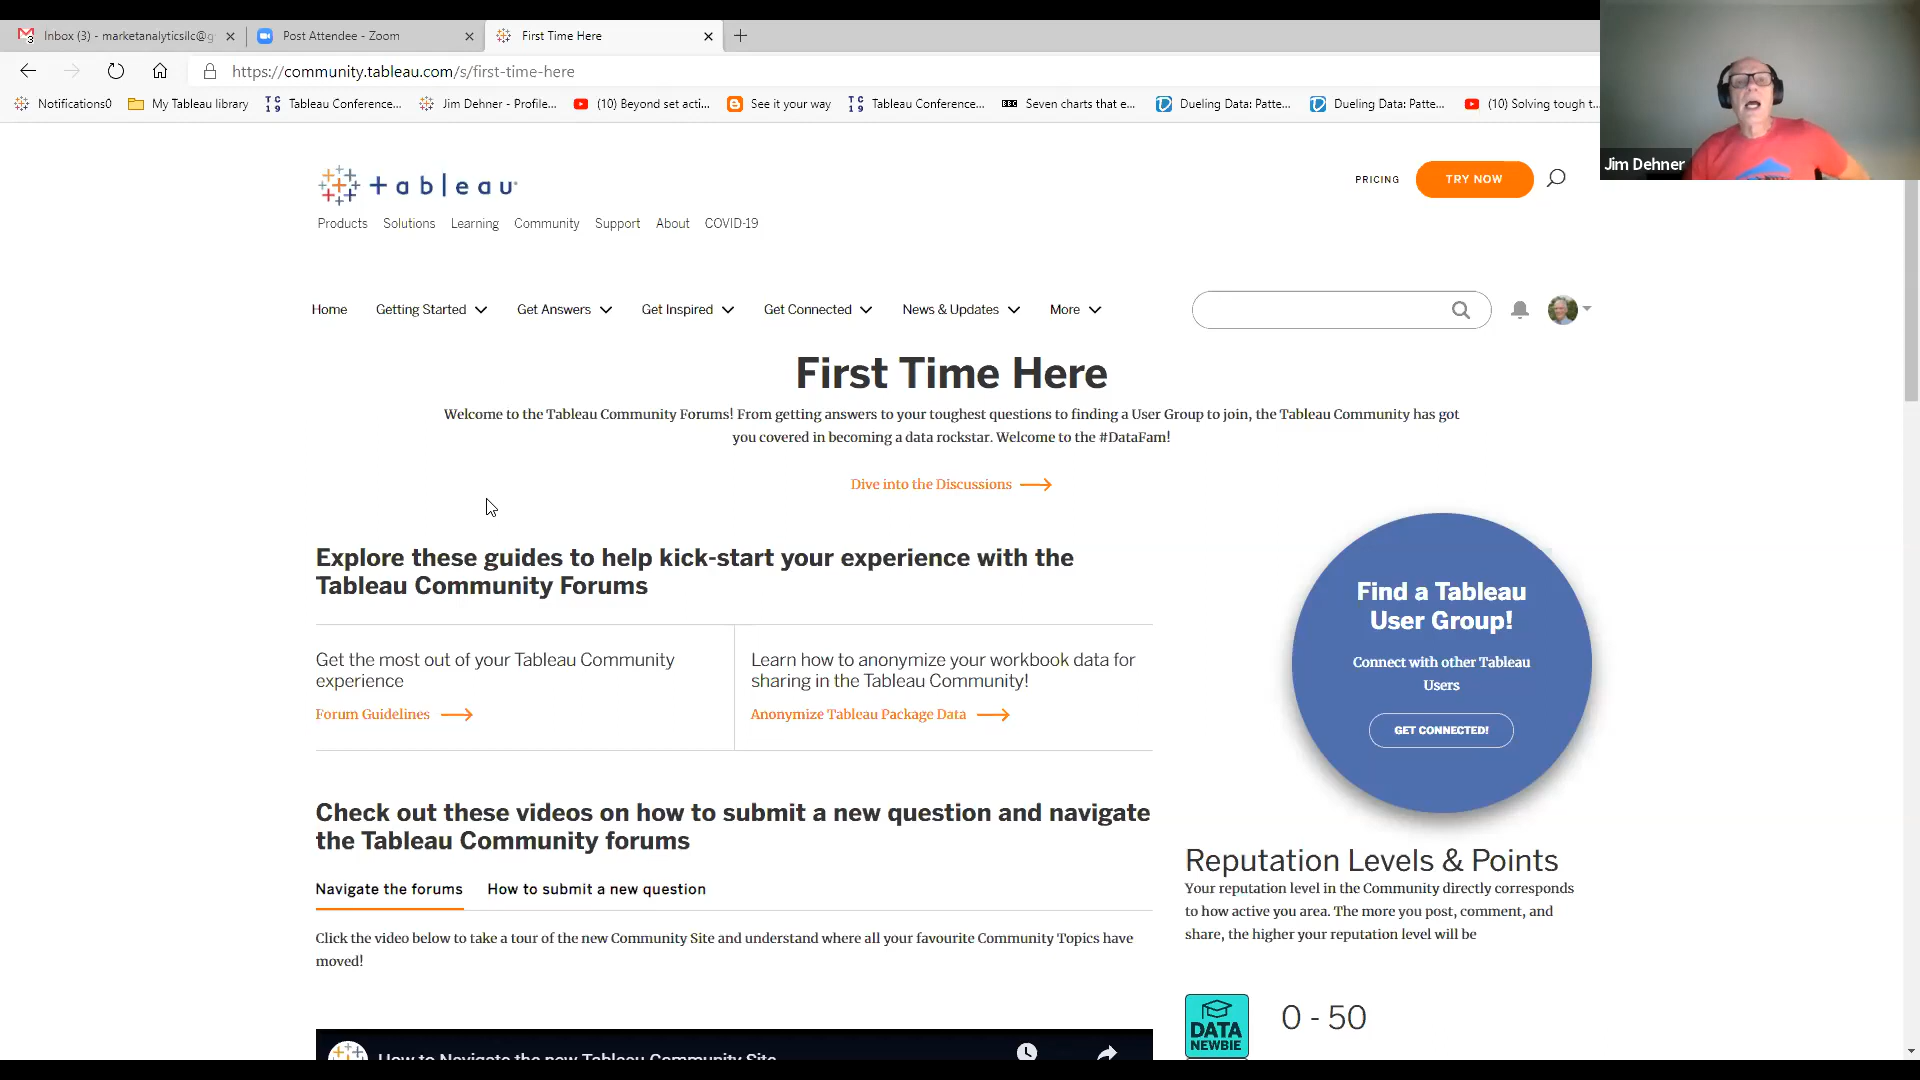 Inbox (3) - marketanalyticsllc@g
Post Attendee - Zoom
First Time Here
https://community.tableau.com/s/first-time-here
Notifications0
My Tableau library
Tableau Conference...
Jim Dehner - Profile...
(10) Beyond set acti...
See it your way
Tableau Conference...
Seven charts that e...
Dueling Data: Patte...
Dueling Data: Patte...
(10) Solving tough t...
Jim Dehner
+ableau
PRICING
TRY NOW
Products Solutions Learning Community Support About COVID-19
Home Getting Started Get Answers Get Inspired Get Connected News & Updates More
First Time Here
Welcome to the Tableau Community Forums! From getting answers to your toughest questions to finding a User Group to join, the Tableau Community has got
you covered in becoming a data rockstar. Welcome to the #DataFam!
Dive into the Discussions
Explore these guides to help kick-start your experience with the
Tableau Community Forums
Get the most out of your Tableau Community
experience
Forum Guidelines
Learn how to anonymize your workbook data for
sharing in the Tableau Community!
Anonymize Tableau Package Data
Find a Tableau
User Group!
Connect with other Tableau
Users
GET CONNECTED!
Check out these videos on how to submit a new question and navigate
the Tableau Community forums
Navigate the forums
How to submit a new question
Click the video below to take a tour of the new Community Site and understand where all your favourite Community Topics have
moved!
How to Navigate the new Tableau Community Site
Reputation Levels & Points
Your reputation level in the Community directly corresponds
to how active you area. The more you post, comment, and
share, the higher your reputation level will be
DATA
NEWBIE
0 - 50